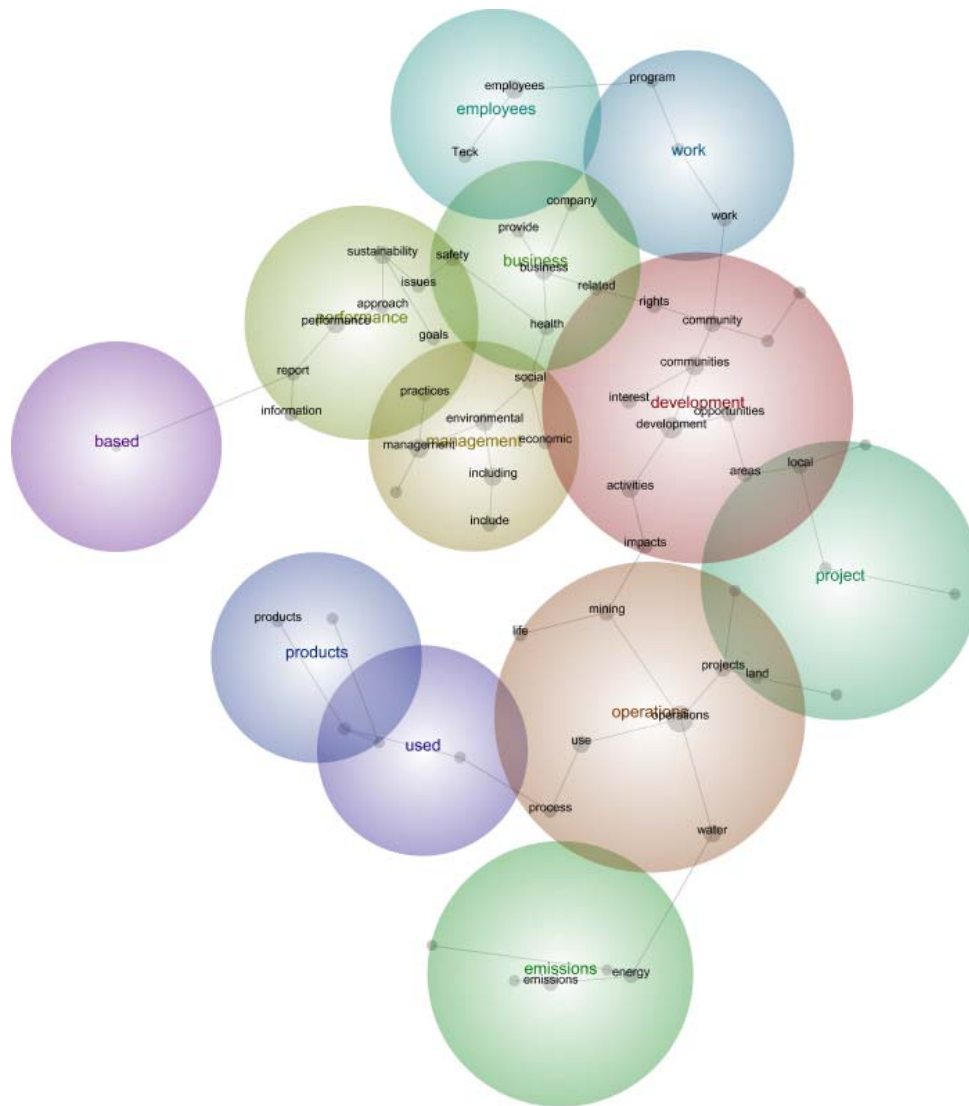 employees
program
employees
Teck
work
company
work
provide
sustainability
safety
business
business
issues
related
approach
rights
performance
performance
community
health
goals
communities
report
social
practices
interest
development
information
environmental
opportunities
development
based
management
management
economic
including
areas
local
activities
include
impacts
project
mining
products
life
products
projects
land
operations
operations
used
use
process
water
emissions
energy
emissions